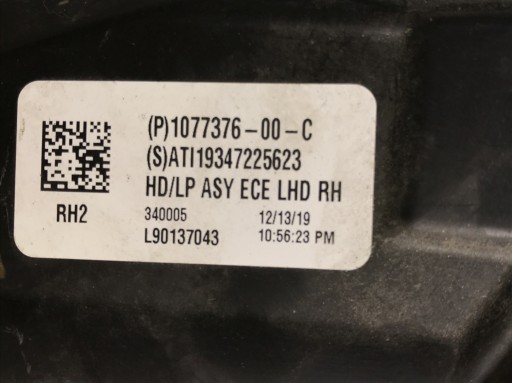 (P)1077376-00-C
(S)ATI19347225623
HD/LP ASY ECE LHD RH
RH2
340005 12/13/19
L90137043 10:56:23 PM